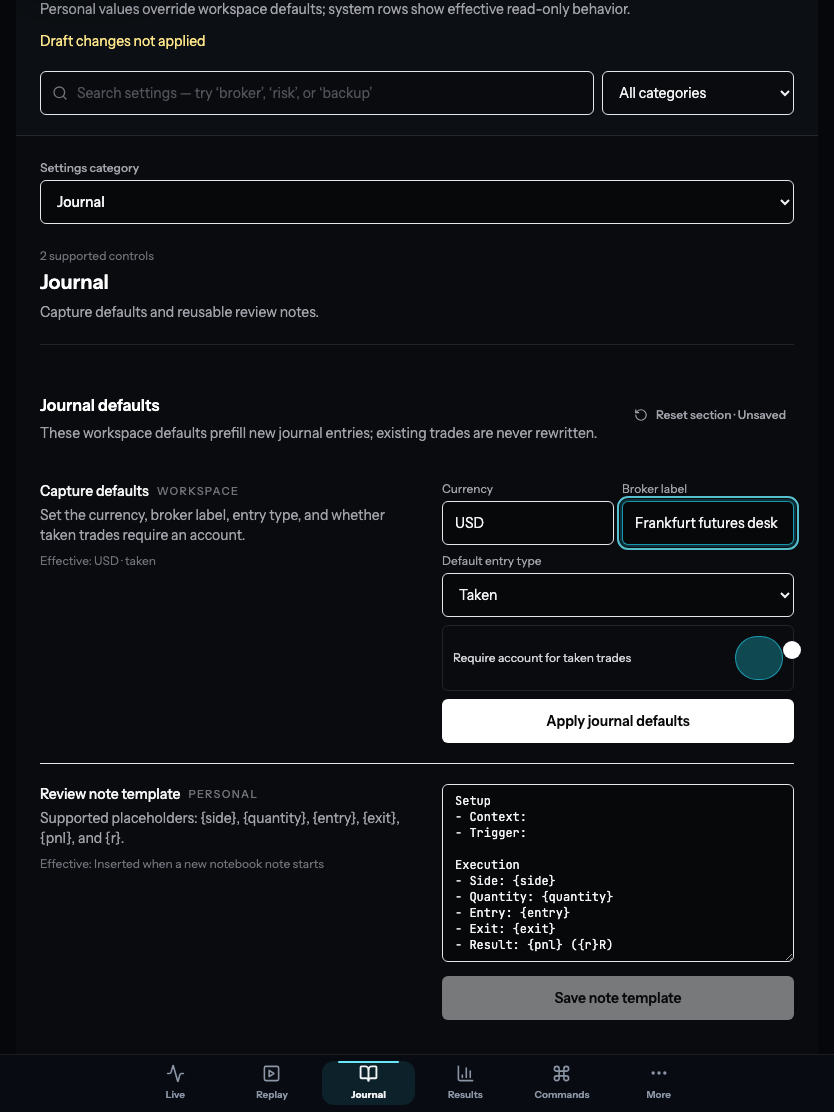 Personal values override workspace defaults; system rows show effective read-only behavior.
Draft changes not applied
Search settings — try ‘broker’, ‘risk’, or ‘backup’
All categories
Settings category
Journal
2 supported controls
Journal
Capture defaults and reusable review notes.
Journal defaults
These workspace defaults prefill new journal entries; existing trades are never rewritten.
Reset section · Unsaved
Capture defaults WORKSPACE
Set the currency, broker label, entry type, and whether
taken trades require an account.
Effective: USD · taken
Currency
Broker label
USD
Frankfurt futures desk
Default entry type
Taken
Require account for taken trades
Apply journal defaults
Review note template PERSONAL
Supported placeholders: {side}, {quantity}, {entry}, {exit},
{pnl}, and {r}.
Effective: Inserted when a new notebook note starts
Setup
- Context:
- Trigger:
Execution
- Side: {side}
- Quantity: {quantity}
- Entry: {entry}
- Exit: {exit}
- Result: {pnl} ({r}R)
Save note template
Live
Replay
Journal
Results
Commands
More